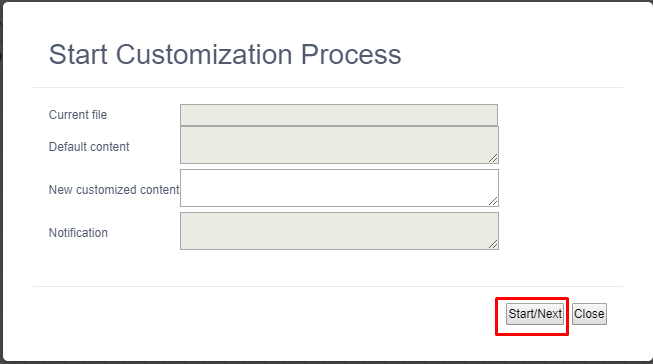 Start Customization Process
Current file
Default content
New customized content
Notification
Start/Next Close